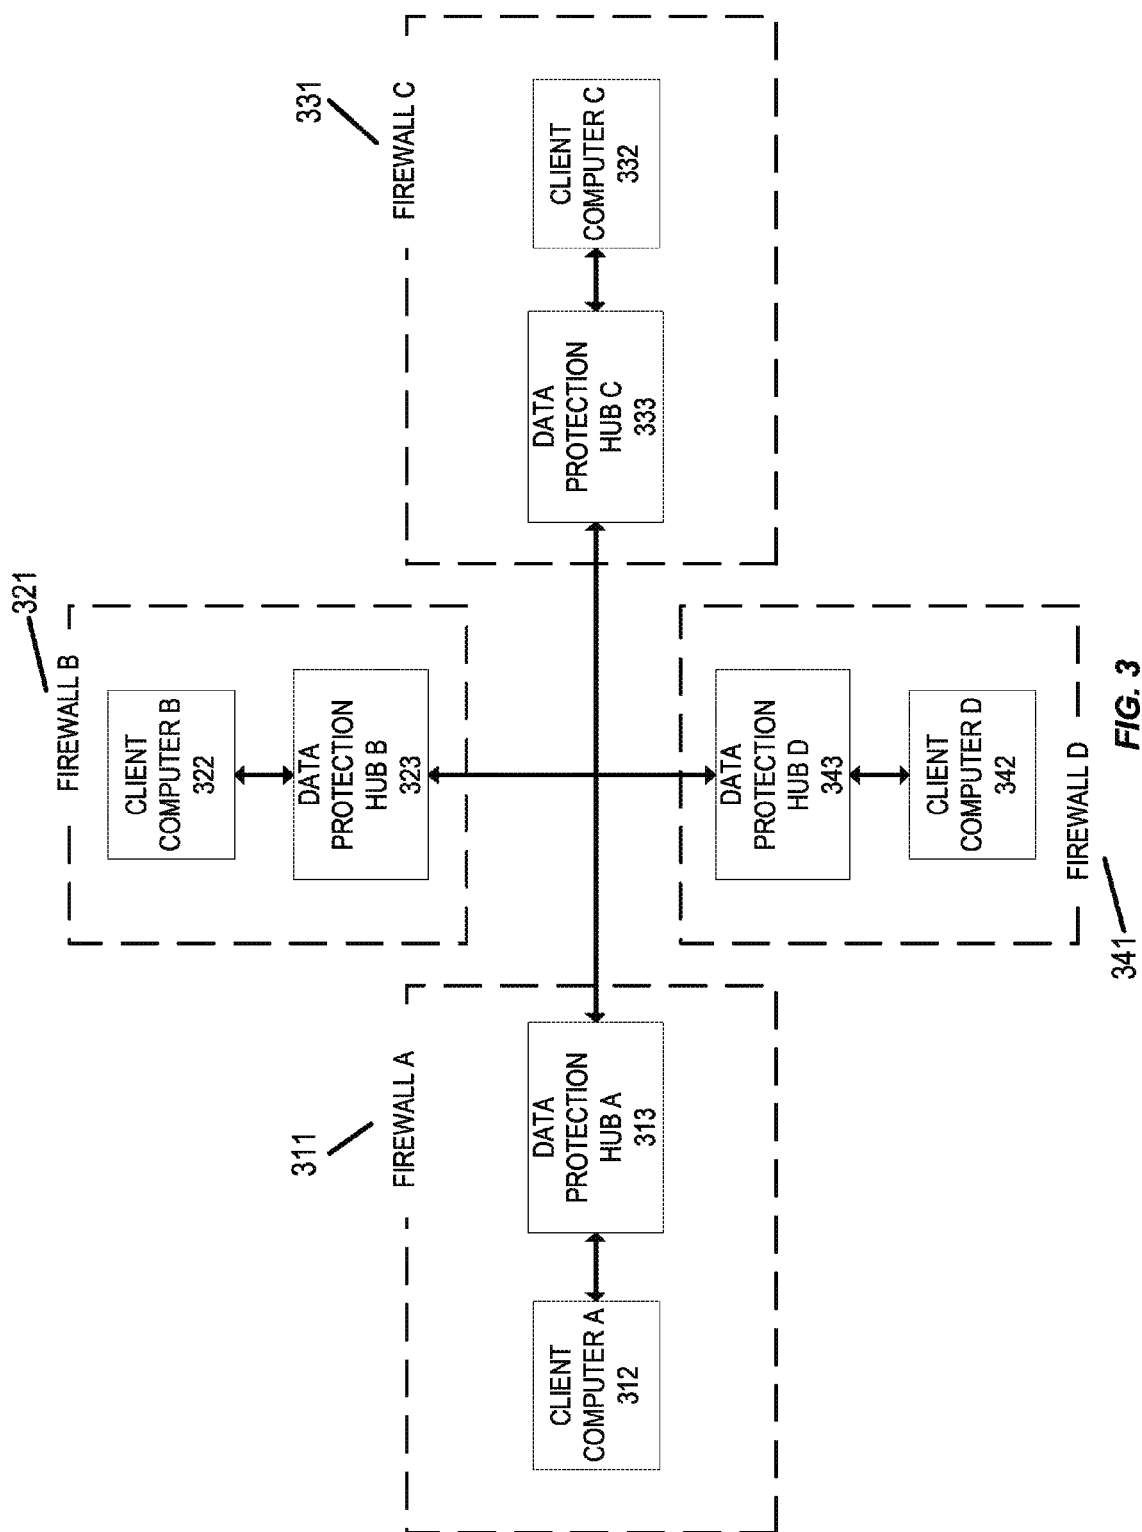 321
FIREWALL B
CLIENT
COMPUTER B
322
DATA
PROTECTION
HUB B
323
311
FIREWALL A
CLIENT
COMPUTER A
312
DATA
PROTECTION
HUB A
313
331
FIREWALL C
DATA
PROTECTION
HUB C
333
CLIENT
COMPUTER C
332
DATA
PROTECTION
HUB D
343
CLIENT
COMPUTER D
342
FIREWALL D
341
FIG. 3